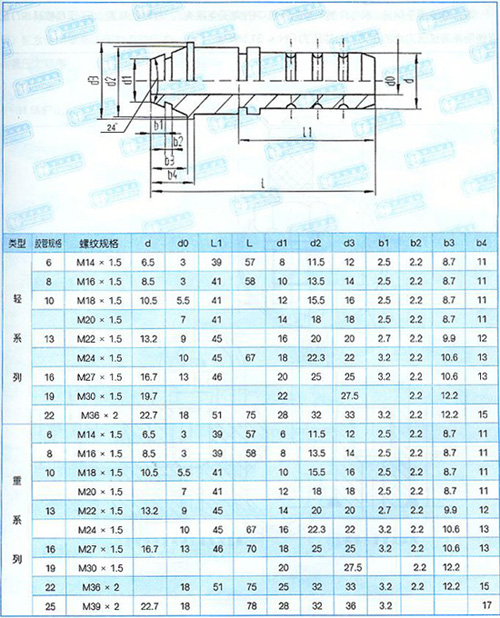 d3
d2
d1
24°
b1
b2
b3
b4
l1
l
d0
d
类型 胶管规格 螺纹规格 d d0 L1 L d1 d2 d3 b1 b2 b3 b4
轻系列
6 M14 × 1.5 6.5 3 39 57 8 11.5 12 2.5 2.2 8.7 11
8 M16 × 1.5 8.5 3 41 58 10 13.5 14 2.5 2.2 8.7 11
10 M18 × 1.5 10.5 5.5 41 12 15.5 16 2.5 2.2 8.7 11
M20 × 1.5 7 41 14 18 18 2.5 2.2 8.7 11
13 M22 × 1.5 13.2 9 45 16 20 20 2.7 2.2 9.9 12
M24 × 1.5 10 45 67 18 22.3 22 3.2 2.2 10.6 13
16 M27 × 1.5 16.7 13 46 20 25 25 3.2 2.2 10.6 13
19 M30 × 1.5 19.7 22 27.5 2.2 12.2
22 M36 × 2 22.7 18 51 75 28 32 33 3.2 2.2 12.2 15
重系列
6 M14 × 1.5 6.5 3 39 57 6 11.5 12 2.5 2.2 8.7 11
8 M16 × 1.5 8.5 3 39 58 8 13.5 14 2.5 2.2 8.7 11
10 M18 × 1.5 10.5 5.5 41 10 15.5 16 2.5 2.2 8.7 11
M20 × 1.5 7 41 12 18 18 2.5 2.2 8.7 11
13 M22 × 1.5 13.2 9 45 14 20 20 2.7 2.2 9.9 12
M24 × 1.5 10 45 67 16 22.3 22 3.2 2.2 10.6 13
16 M27 × 1.5 16.7 13 46 70 18 25 25 3.2 2.2 10.6 13
19 M30 × 1.5 20 27.5 2.2 12.2
22 M36 × 2 18 51 75 25 32 33 3.2 2.2 12.2 15
25 M39 × 2 22.7 18 78 28 32 36 3.2 17